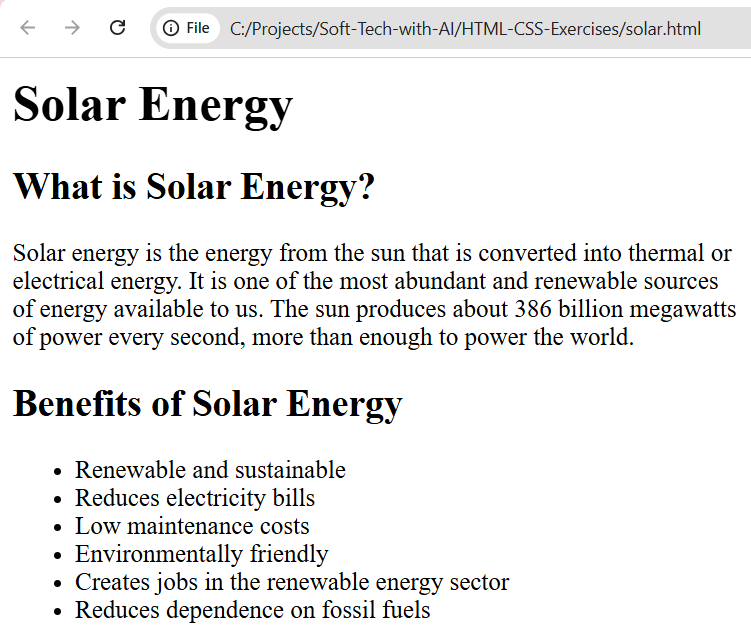 File C:/Projects/Soft-Tech-with-AI/HTML-CSS-Exercises/solar.html
Solar Energy
What is Solar Energy?
Solar energy is the energy from the sun that is converted into thermal or
electrical energy. It is one of the most abundant and renewable sources
of energy available to us. The sun produces about 386 billion megawatts
of power every second, more than enough to power the world.
Benefits of Solar Energy
• Renewable and sustainable
• Reduces electricity bills
• Low maintenance costs
• Environmentally friendly
• Creates jobs in the renewable energy sector
• Reduces dependence on fossil fuels